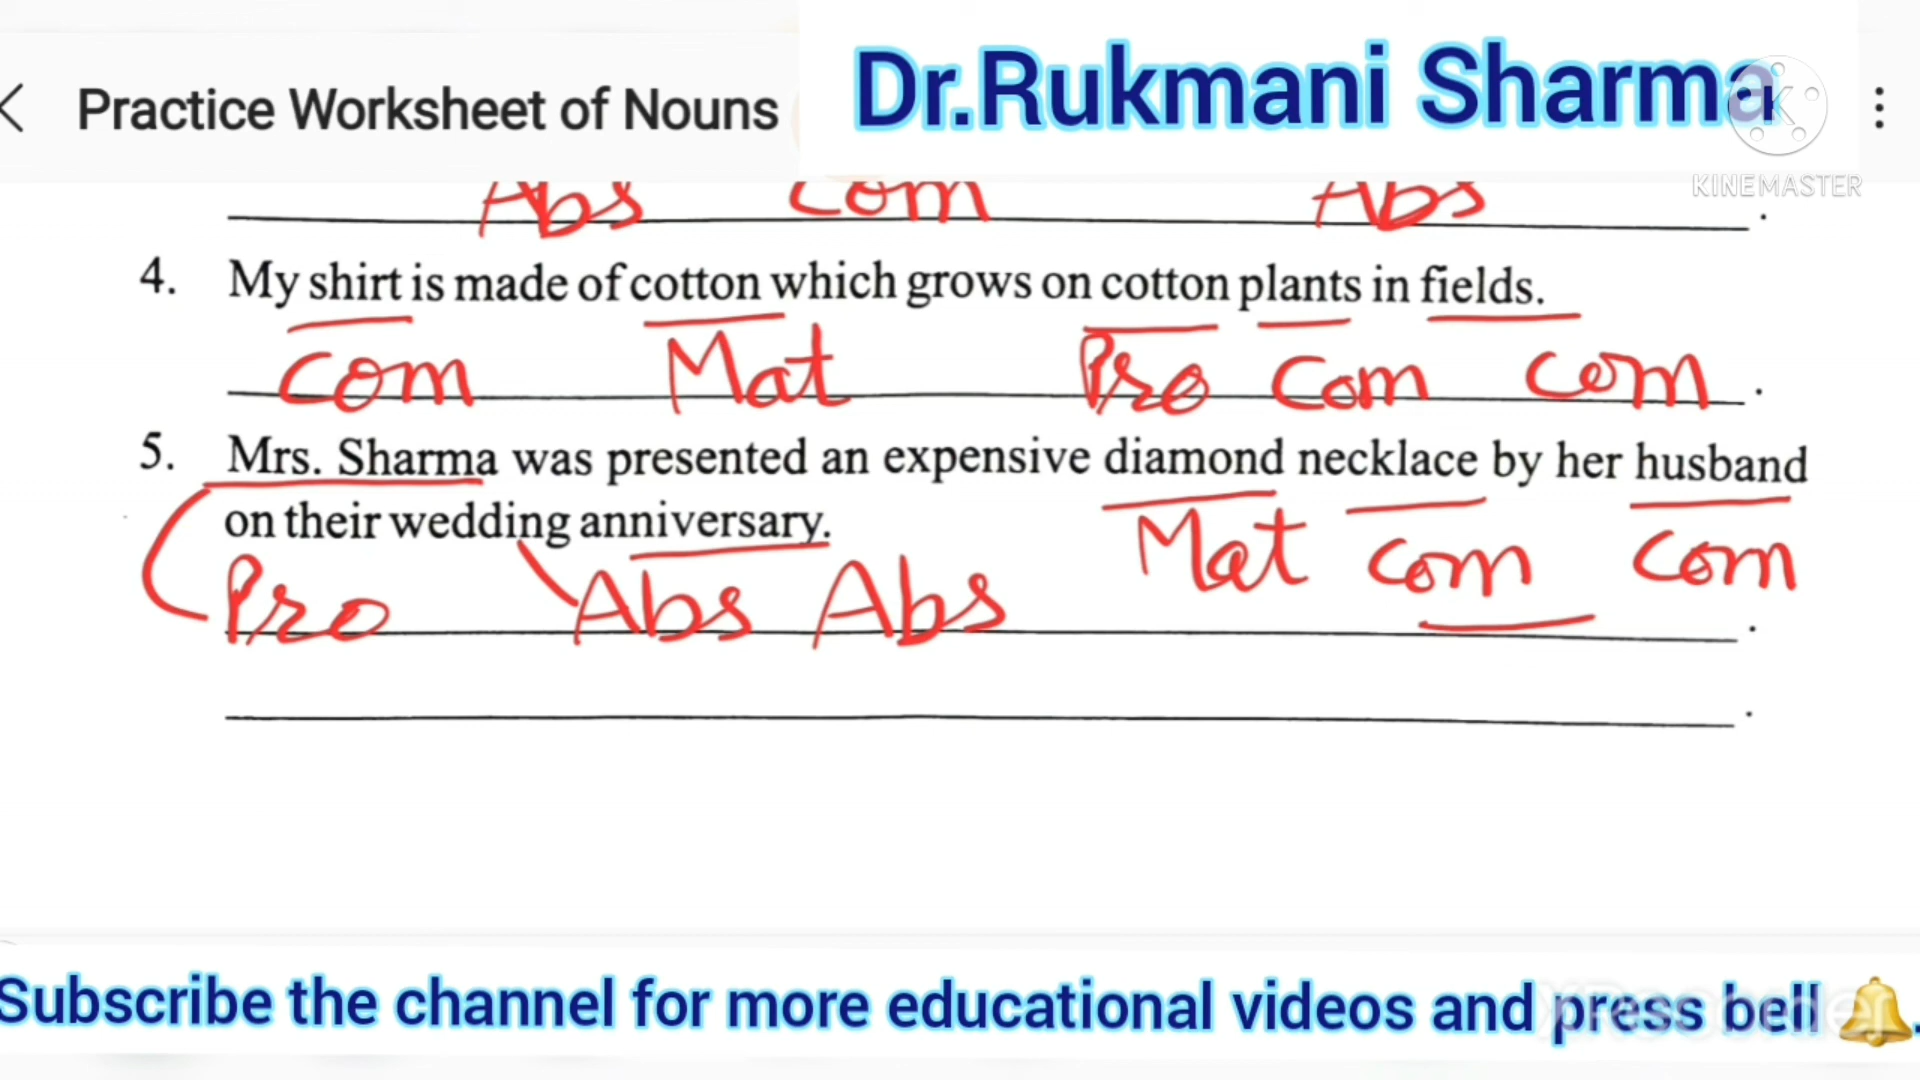 Dr.Rukmani Sharma
Practice Worksheet of Nouns
KINEMASTER
Abs Com Abs
4. My shirt is made of cotton which grows on cotton plants in fields.
Com Mat Pro Com Com
5. Mrs. Sharma was presented an expensive diamond necklace by her husband
on their wedding anniversary.
Mat Com Com
Pro Abs Abs
Subscribe the channel for more educational videos and press bell 🔔.